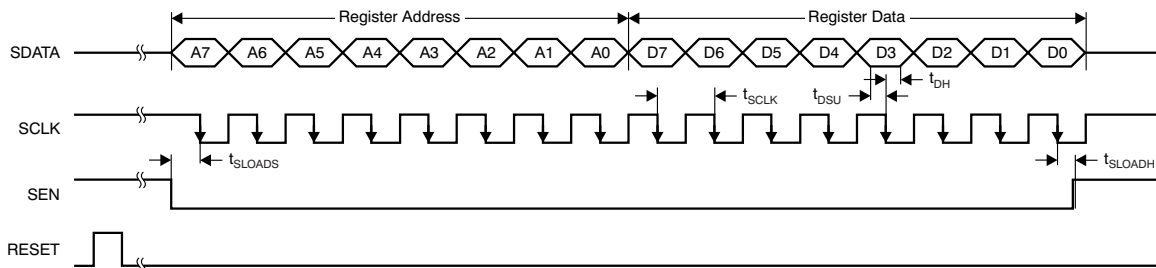 Register Address Register Data
SDATA A7 A6 A5 A4 A3 A2 A1 A0 D7 D6 D5 D4 D3 D2 D1 D0
tSCLK tDSU tDH
SCLK
tSLOADS tSLOADH
SEN
RESET